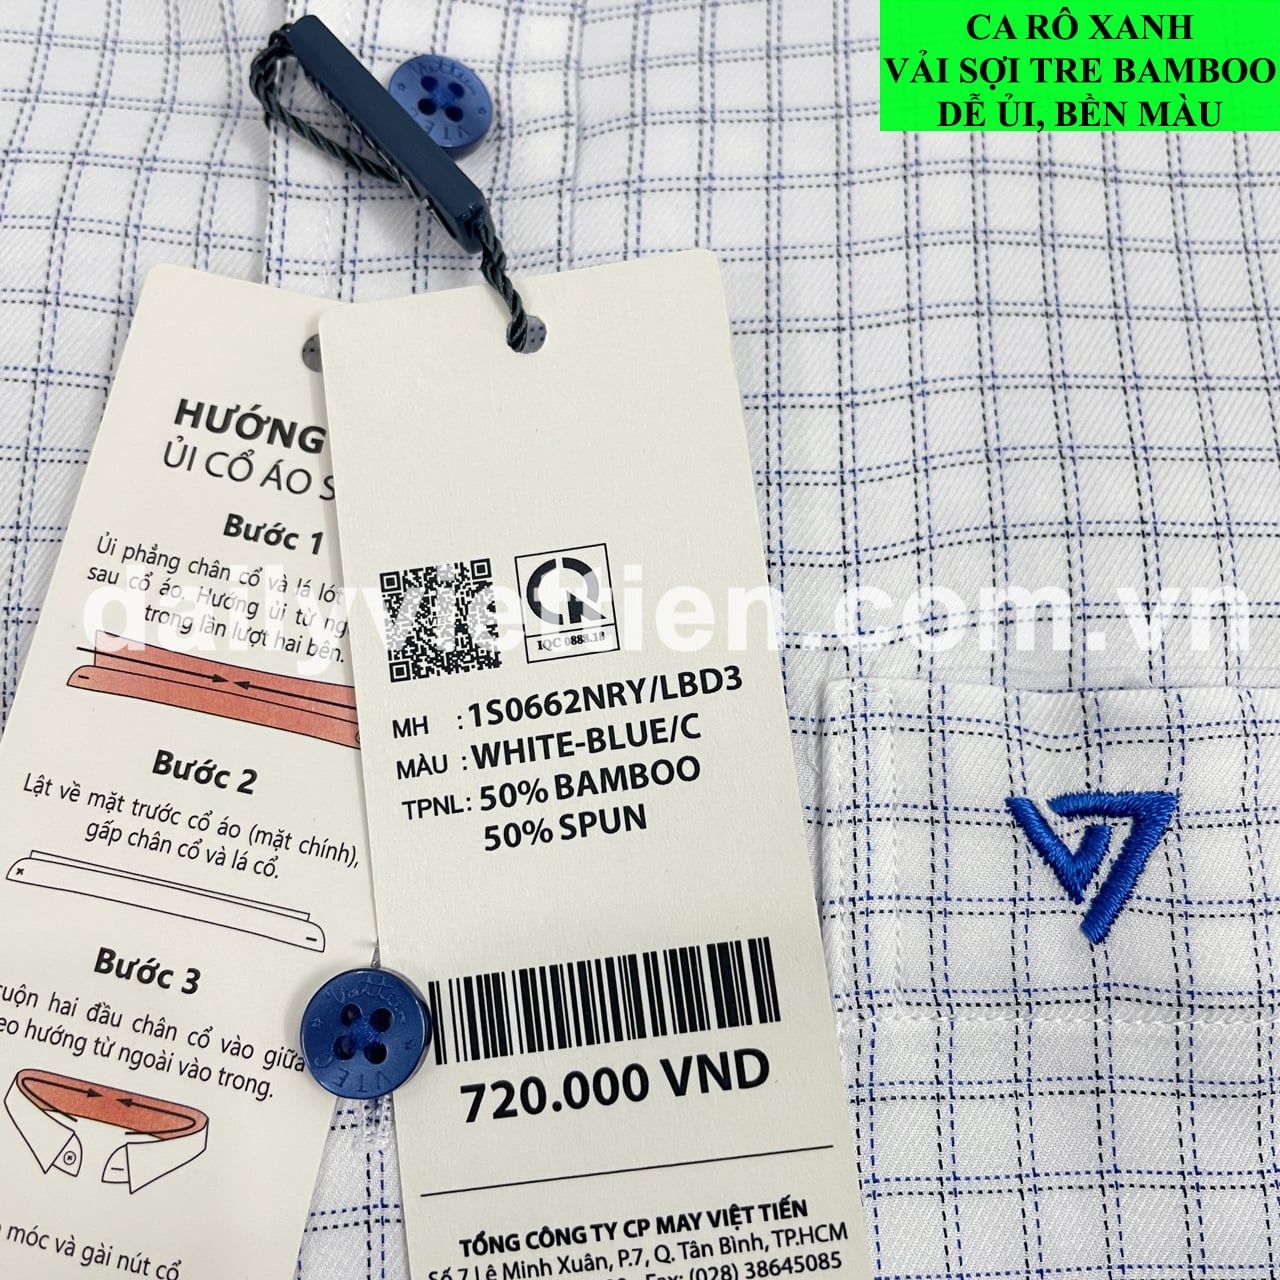 CA RÔ XANH
VẢI SỢI TRE BAMBOO
DỄ ỦI, BỀN MÀU
HƯỚNG
ỦI CỔ ÁO S
Bước 1
Ủi phẳng chân cổ và lá lót
sau cổ áo. Hướng ủi từ ng
trong lần lượt hai bên.
Bước 2
Lật về mặt trước cổ áo (mặt chính),
gấp chân cổ và lá cổ.
Bước 3
cuộn hai đầu chân cổ vào giữa
eo hướng từ ngoài vào trong.
móc và gài nút cổ
dailyviettien.com.vn
VTEC
IQC 0888.18
MH : 1S0662NRY/LBD3
MÀU : WHITE-BLUE/C
TPNL: 50% BAMBOO
50% SPUN
720.000 VND
TỔNG CÔNG TY CP MAY VIỆT TIẾN
Số 7 Lê Minh Xuân, P.7, Q. Tân Bình, TP.HCM
Fax: (028) 38645085
VTEC